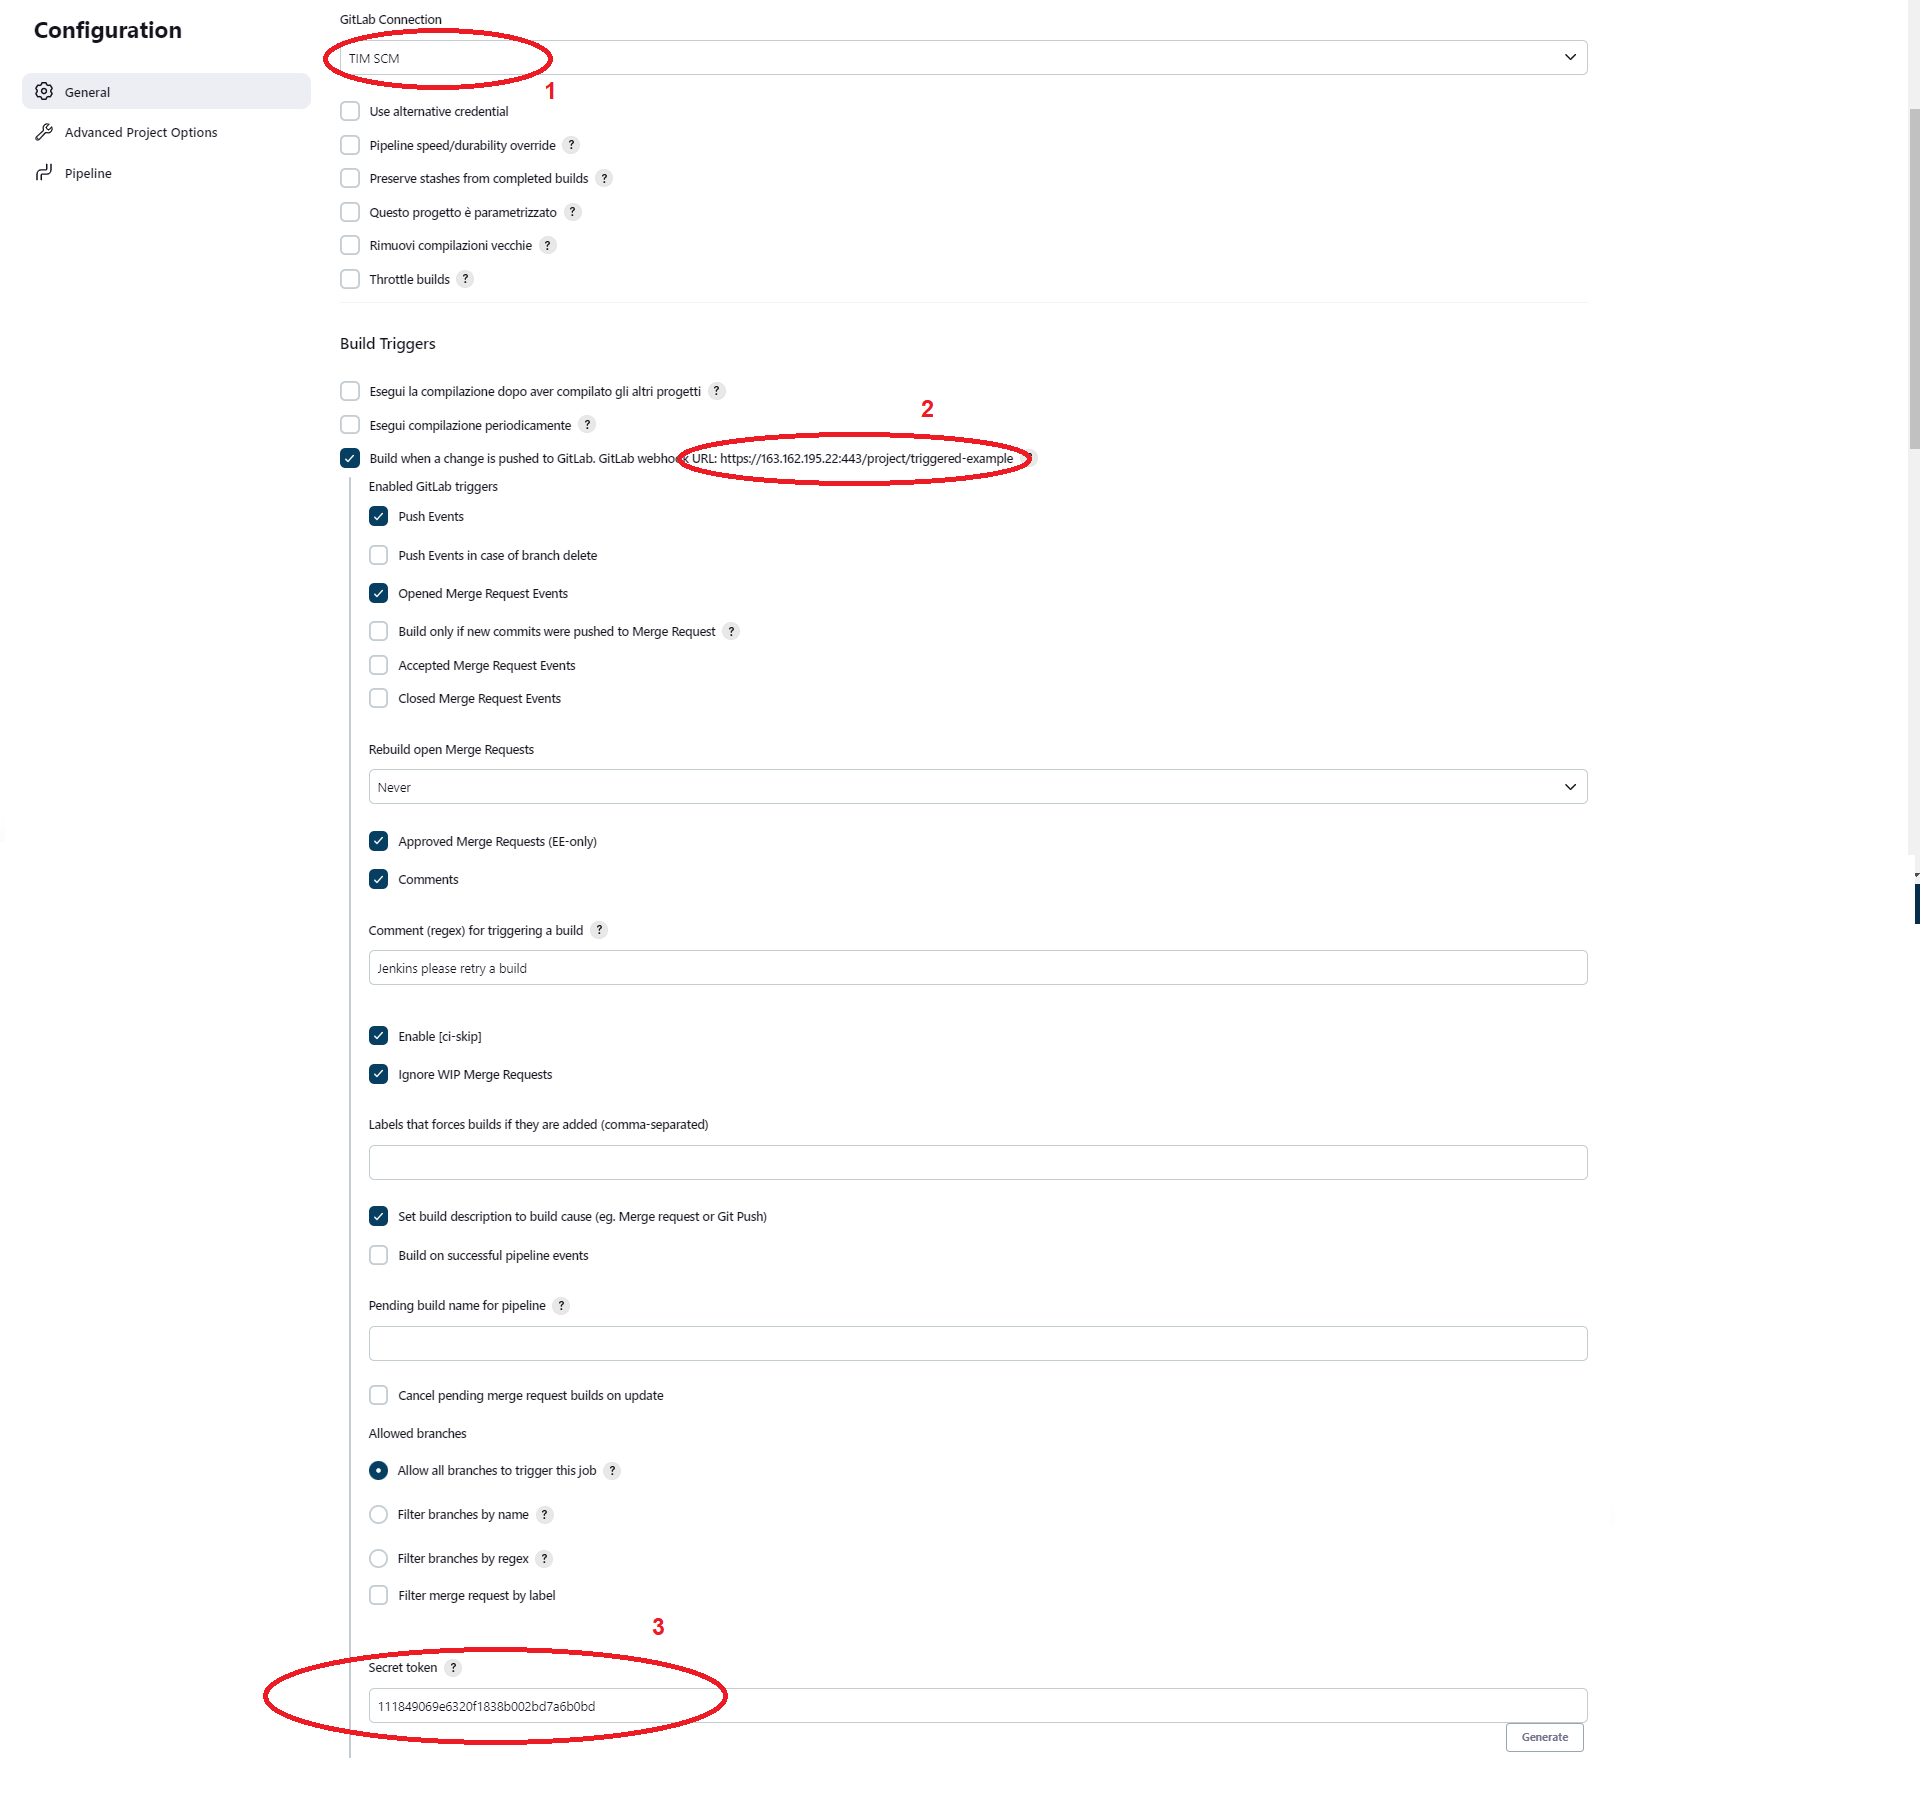 Configuration
General
Advanced Project Options
Pipeline
GitLab Connection
TIM SCM
1
Use alternative credential
Pipeline speed/durability override ?
Preserve stashes from completed builds ?
Questo progetto è parametrizzato ?
Rimuovi compilazioni vecchie ?
Throttle builds ?
Build Triggers
Esegui la compilazione dopo aver compilato gli altri progetti ?
2
Esegui compilazione periodicamente ?
Build when a change is pushed to GitLab. GitLab webhook URL: https://163.162.195.22:443/project/triggered-example
Enabled GitLab triggers
Push Events
Push Events in case of branch delete
Opened Merge Request Events
Build only if new commits were pushed to Merge Request ?
Accepted Merge Request Events
Closed Merge Request Events
Rebuild open Merge Requests
Never
Approved Merge Requests (EE-only)
Comments
Comment (regex) for triggering a build ?
Jenkins please retry a build
Enable [ci-skip]
Ignore WIP Merge Requests
Labels that forces builds if they are added (comma-separated)
Set build description to build cause (eg. Merge request or Git Push)
Build on successful pipeline events
Pending build name for pipeline ?
Cancel pending merge request builds on update
Allowed branches
Allow all branches to trigger this job ?
Filter branches by name ?
Filter branches by regex ?
Filter merge request by label
3
Secret token ?
111849069e6320f1838b002bd7a6b0bd
Generate